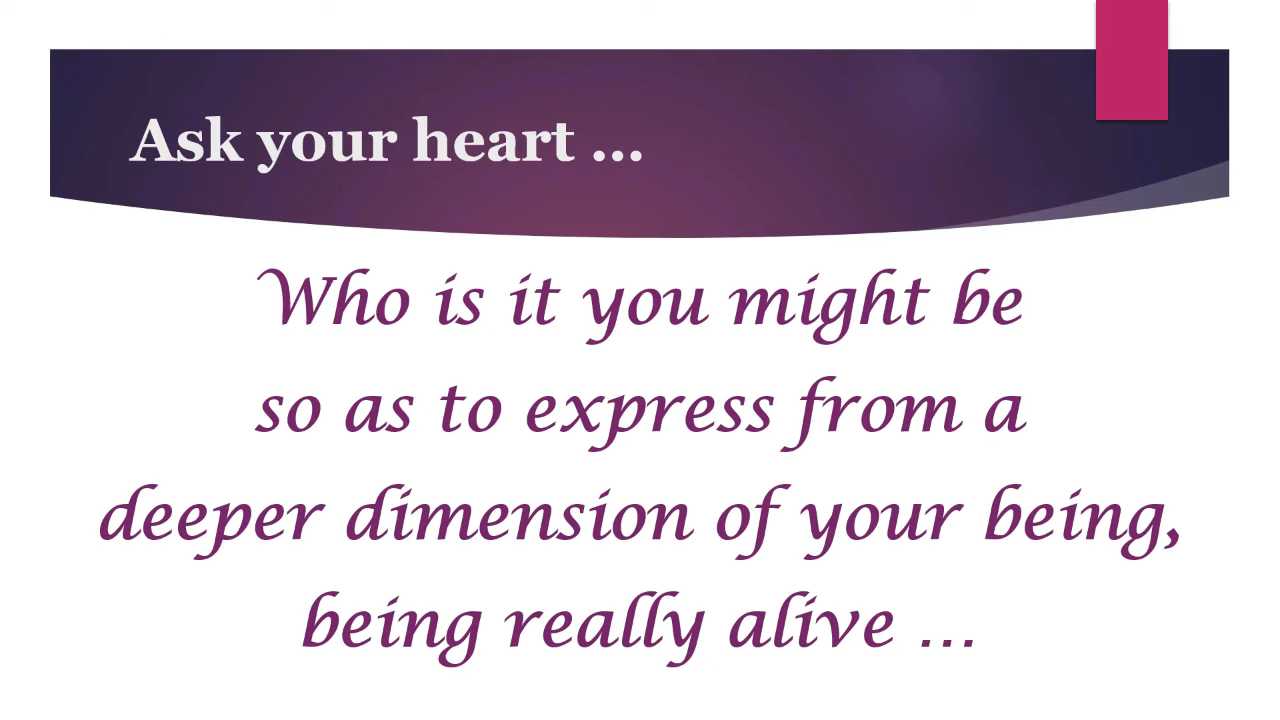 Ask your heart ...
Who is it you might be
so as to express from a
deeper dimension of your being,
being really alive ...